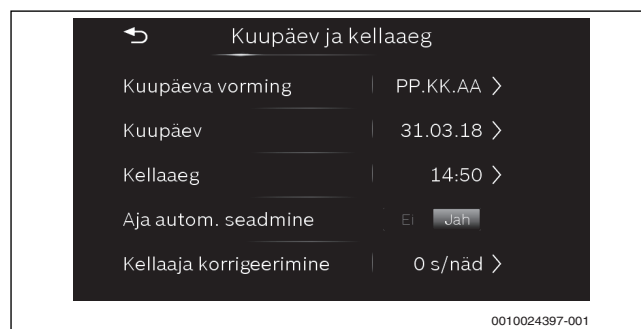 Kuupäev ja kellaaeg
Kuupäeva vorming PP.KK.AA
Kuupäev 31.03.18
Kellaaeg 14:50
Aja autom. seadmine Ei Jah
Kellaaja korrigeerimine 0 s/näd
0010024397-001